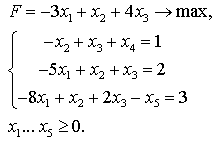 F = -3x₁ + x₂ + 4x₃ → max,
-x₂ + x₃ + x₄ = 1
-5x₁ + x₂ + x₃ = 2
-8x₁ + x₂ + 2x₃ - x₅ = 3
x₁...x₅ ≥ 0.